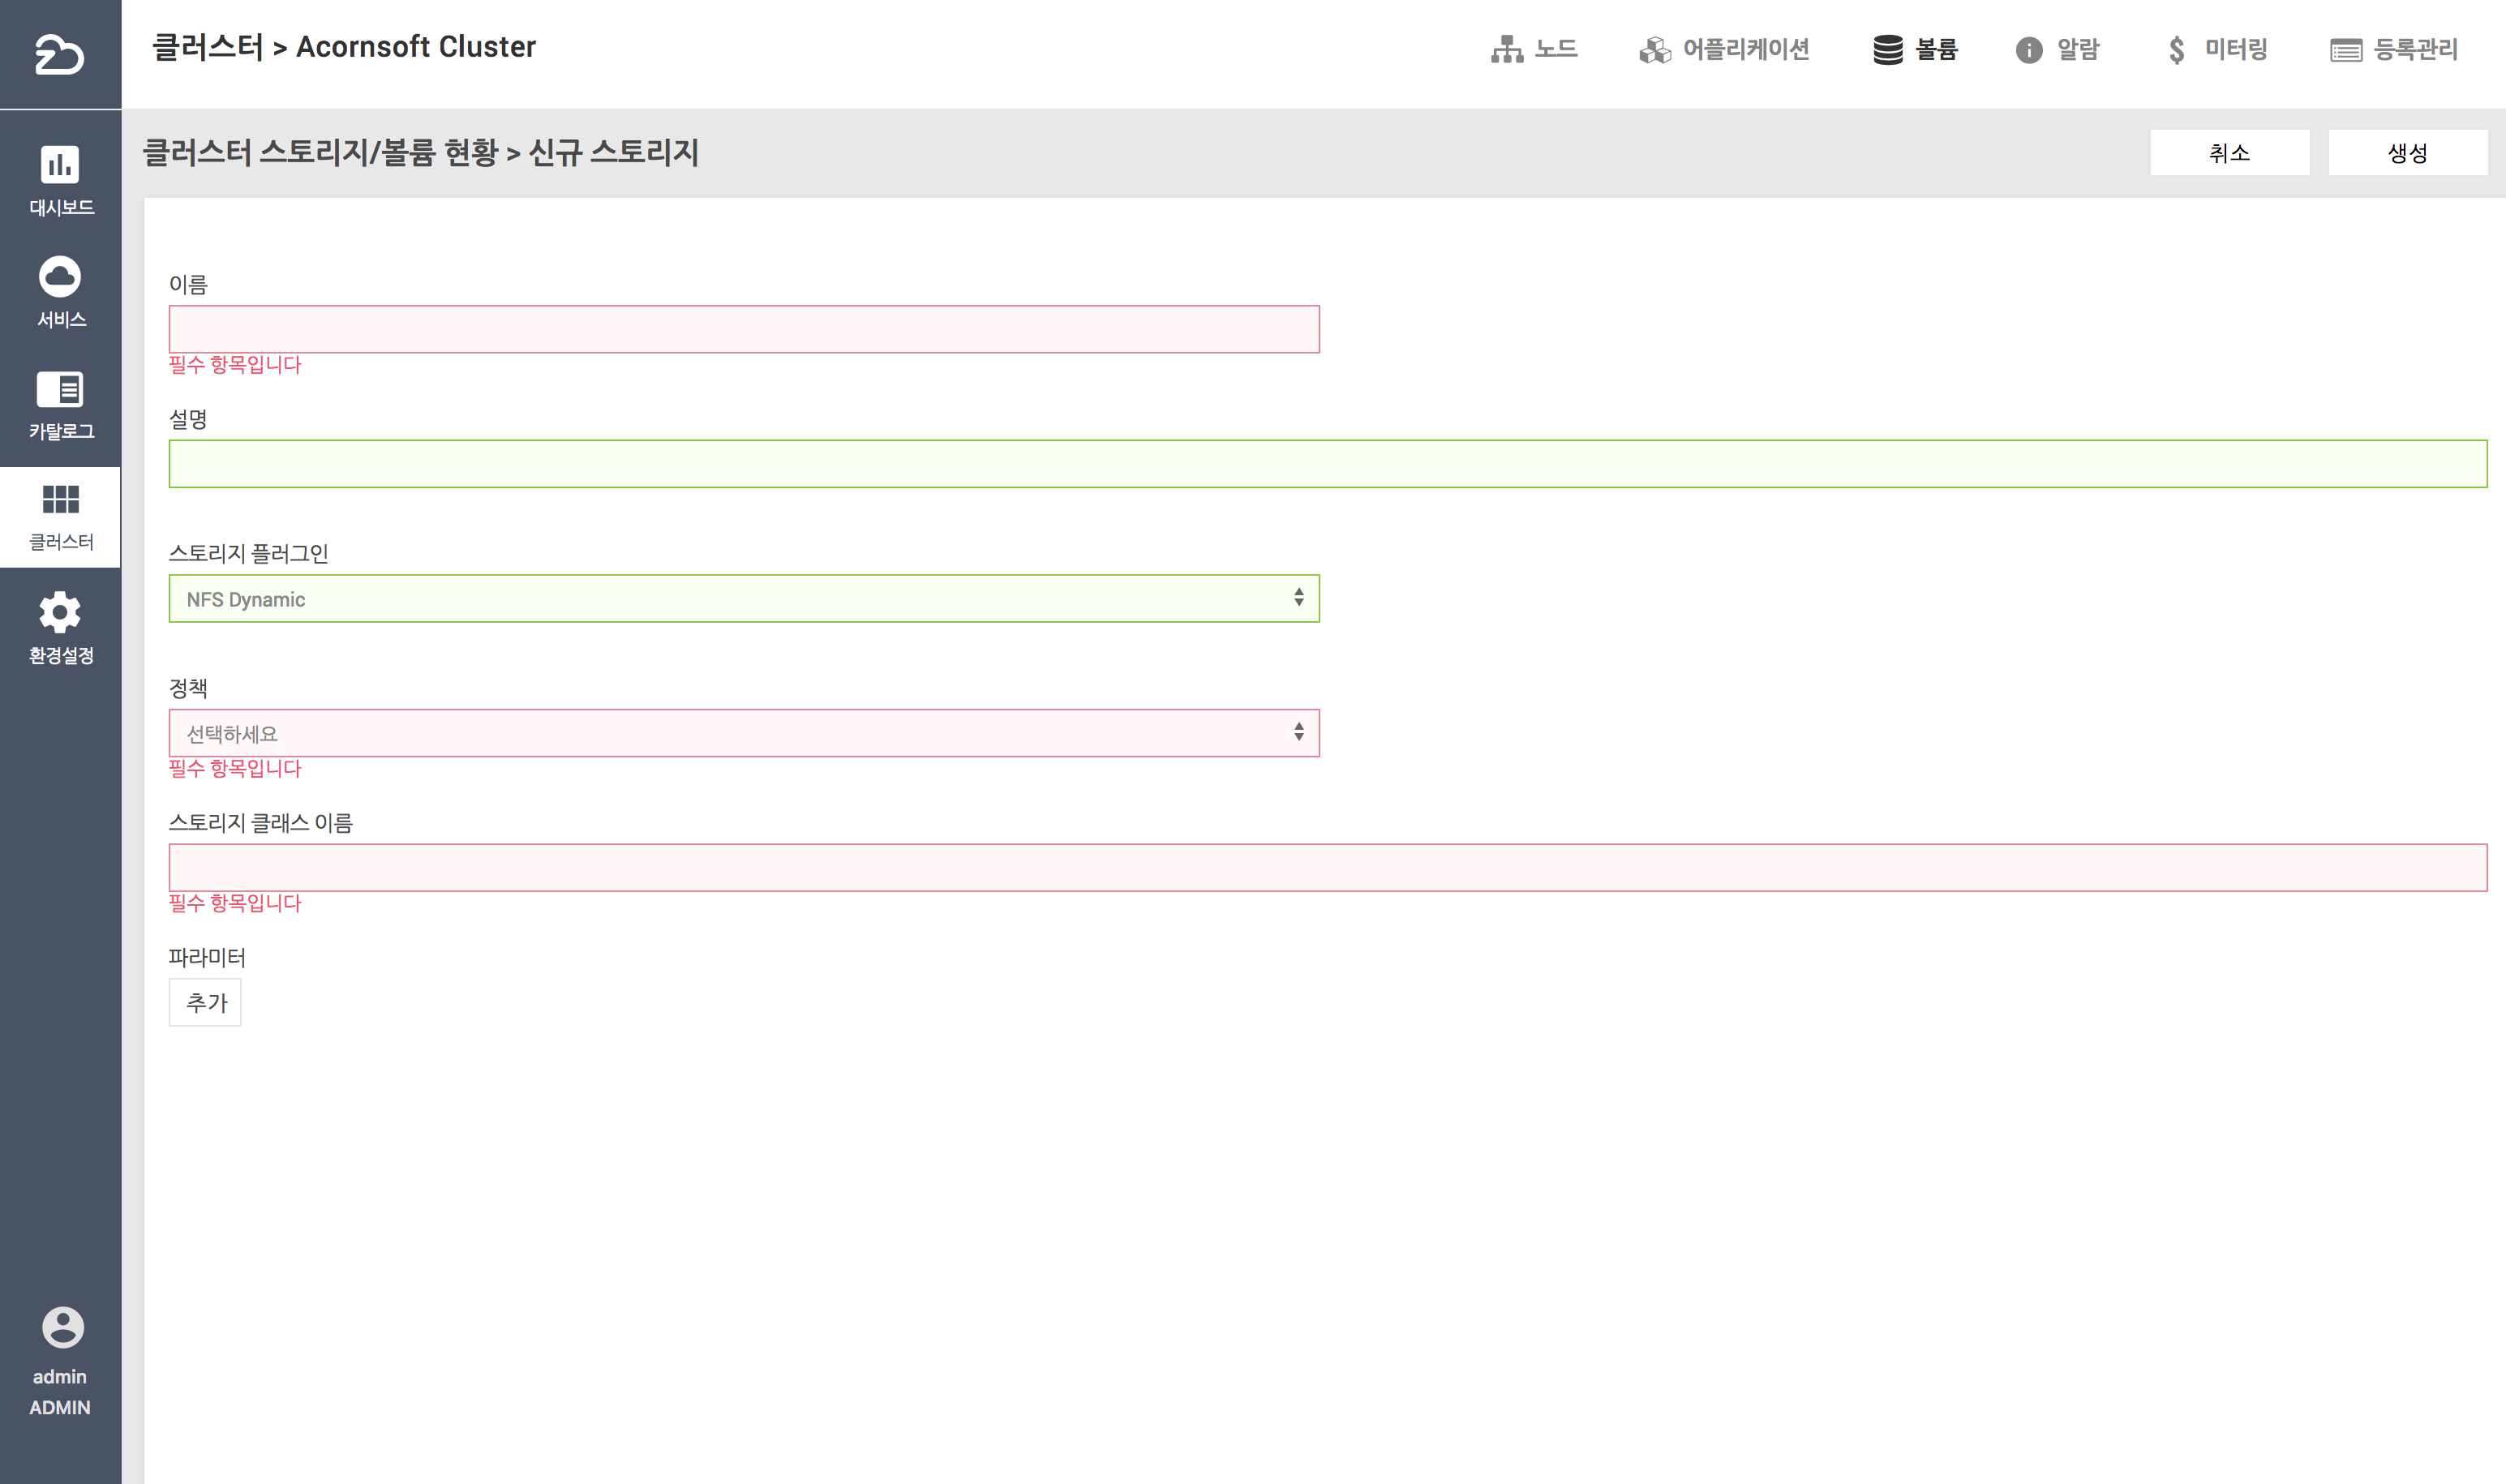 클러스터 > Acornsoft Cluster
노드
어플리케이션
볼륨
알람
미터링
등록관리
대시보드
서비스
카탈로그
클러스터
환경설정
admin
ADMIN
클러스터 스토리지/볼륨 현황 > 신규 스토리지
취소
생성
이름
필수 항목입니다
설명
스토리지 플러그인
NFS Dynamic
정책
선택하세요
필수 항목입니다
스토리지 클래스 이름
필수 항목입니다
파라미터
추가